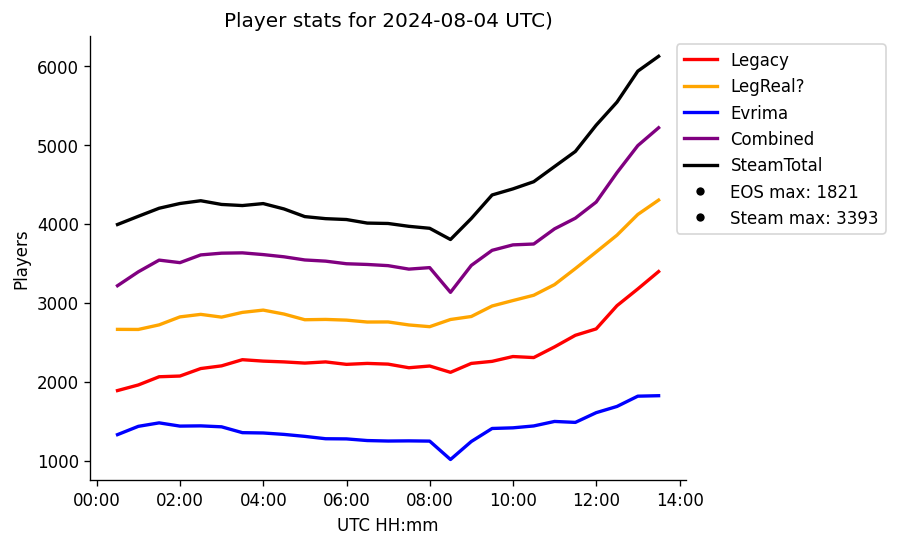 Player stats for 2024-08-04 UTC)
6000
5000
4000
3000
2000
1000
Players
00:00 02:00 04:00 06:00 08:00 10:00 12:00 14:00
UTC HH:mm
Legacy
LegReal?
Evrima
Combined
SteamTotal
EOS max: 1821
Steam max: 3393